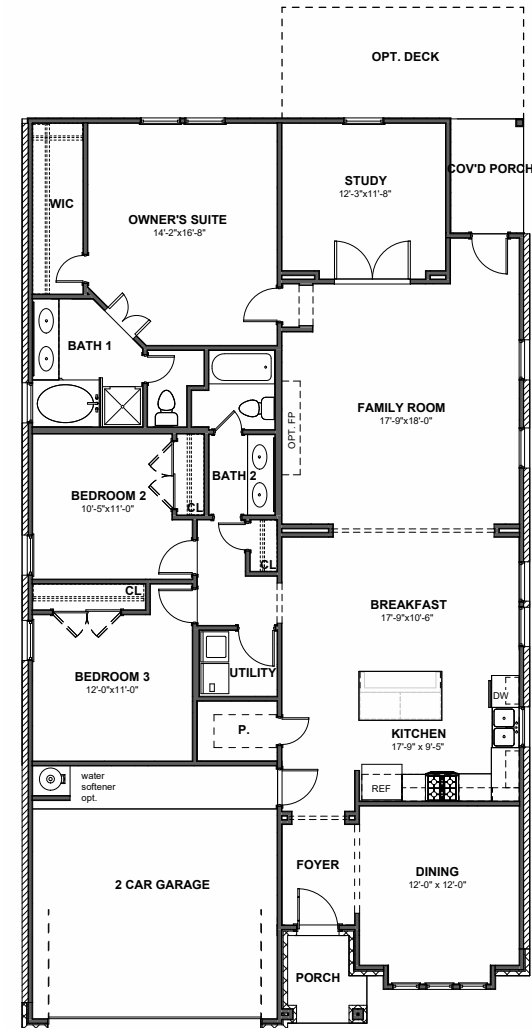 OPT. DECK
COV'D PORCH
STUDY
12'-3"x11'-8"
WIC
OWNER'S SUITE
14'-2"x16'-8"
BATH 1
FAMILY ROOM
17'-9"x18'-0"
OPT. FP
BATH 2
BEDROOM 2
10'-5"x11'-0"
CL
CL
CL
BREAKFAST
17'-9"x10'-6"
UTILITY
BEDROOM 3
12'-0"x11'-0"
DW
P.
KITCHEN
17'-9" x 9'-5"
REF
water
softener
opt.
FOYER
DINING
12'-0" x 12'-0"
2 CAR GARAGE
PORCH